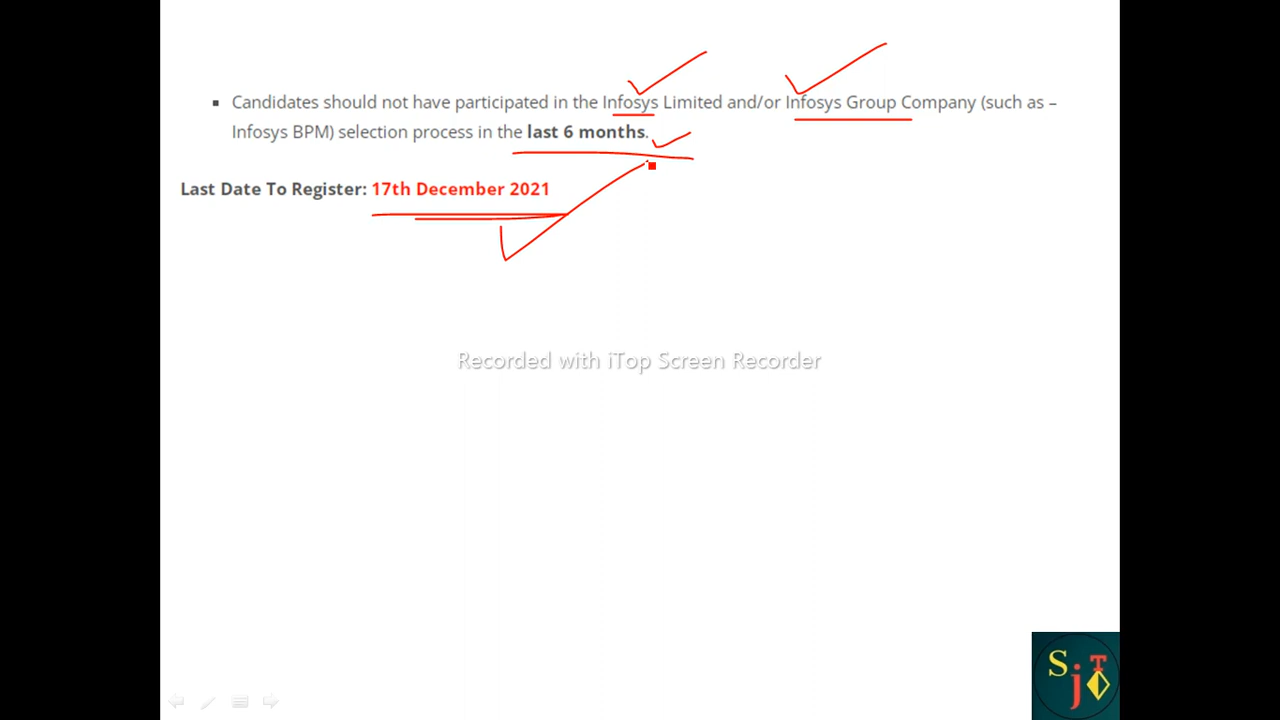 Candidates should not have participated in the Infosys Limited and/or Infosys Group Company (such as –
Infosys BPM) selection process in the last 6 months.
Last Date To Register: 17th December 2021
Recorded with iTop Screen Recorder
S j T